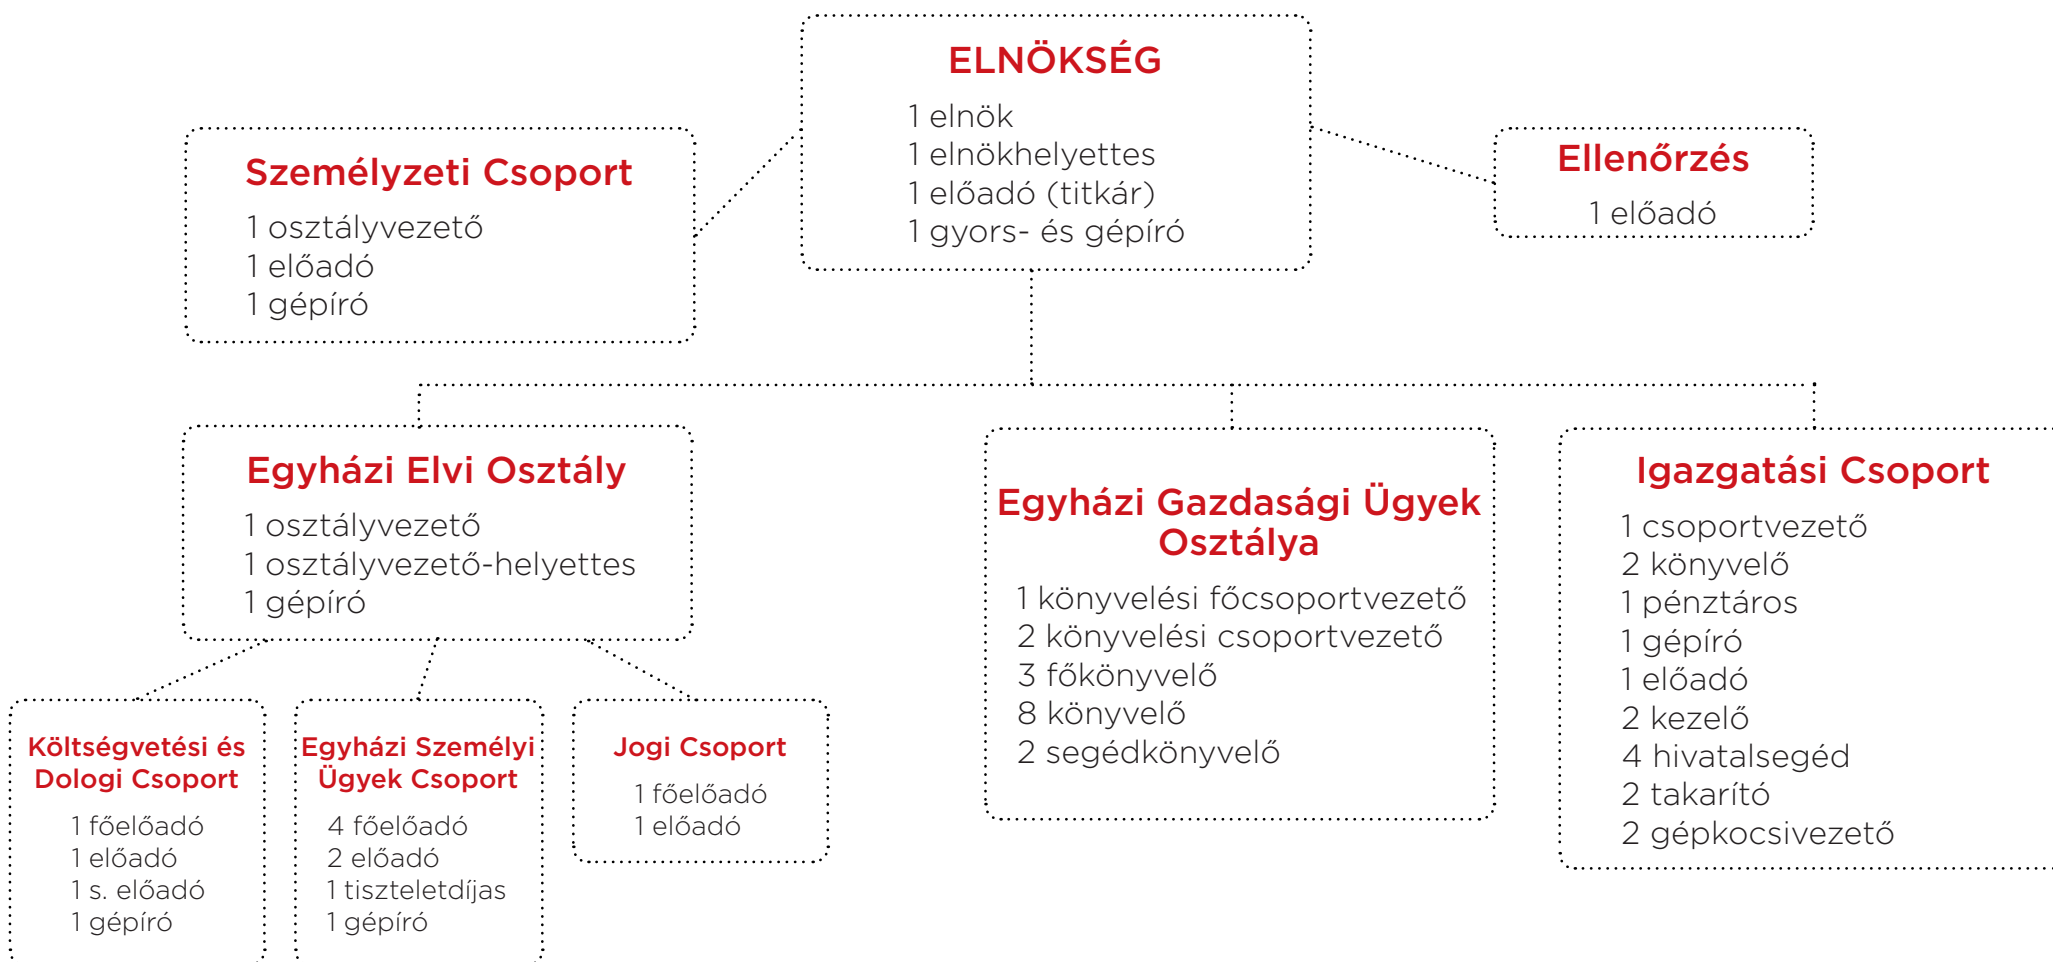 ELNÖKSÉG
1 elnök
1 elnökhelyettes
1 előadó (titkár)
1 gyors- és gépíró
Személyzeti Csoport
1 osztályvezető
1 előadó
1 gépíró
Ellenőrzés
1 előadó
Egyházi Elvi Osztály
1 osztályvezető
1 osztályvezető-helyettes
1 gépíró
Egyházi Gazdasági Ügyek
Osztálya
1 könyvelési főcsoportvezető
2 könyvelési csoportvezető
3 főkönyvelő
8 könyvelő
2 segédkönyvelő
Igazgatási Csoport
1 csoportvezető
2 könyvelő
1 pénztáros
1 gépíró
1 előadó
2 kezelő
4 hivatalsegéd
2 takarító
2 gépkocsivezető
Költségvetési és
Dologi Csoport
1 főelőadó
1 előadó
1 s. előadó
1 gépíró
Egyházi Személyi
Ügyek Csoport
4 főelőadó
2 előadó
1 tiszteletdíjas
1 gépíró
Jogi Csoport
1 főelőadó
1 előadó